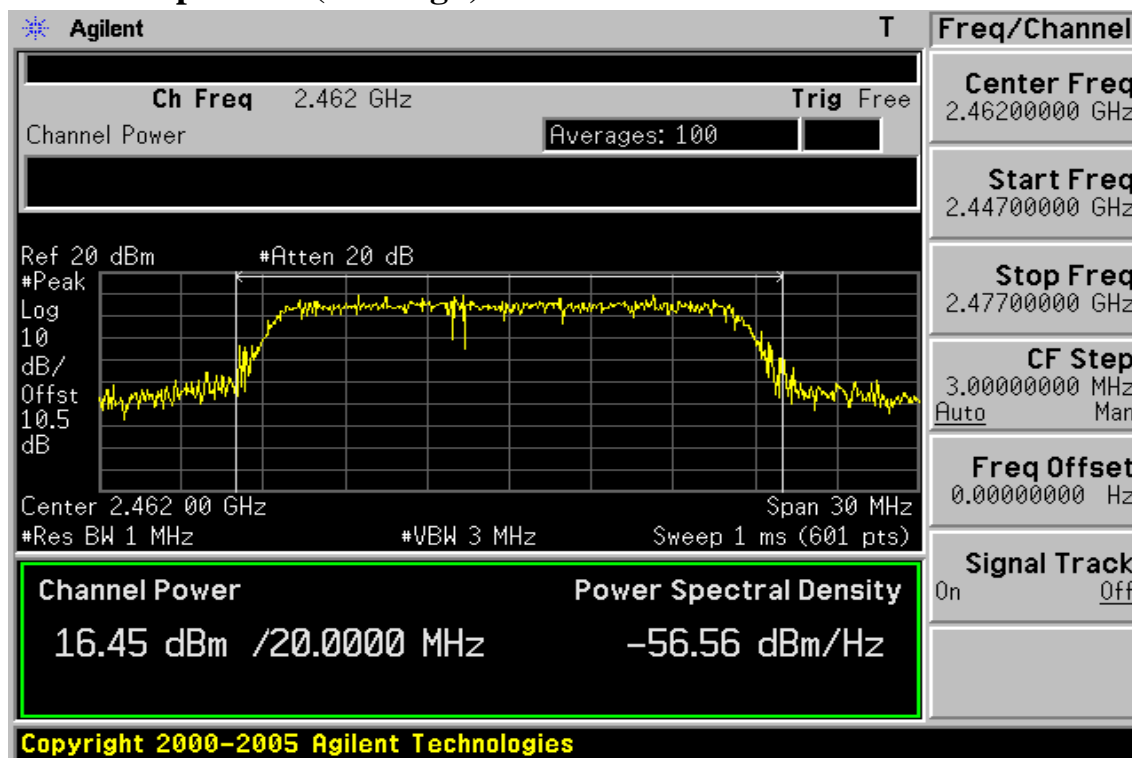 Agilent T Freq/Channel
Ch Freq 2.462 GHz Trig Free
Channel Power Averages: 100
Center Freq
2.46200000 GHz
Start Freq
2.44700000 GHz
Stop Freq
2.47700000 GHz
CF Step
3.00000000 MHz
Auto Man
Freq Offset
0.00000000 Hz
Signal Track
On Off
Ref 20 dBm #Atten 20 dB
#Peak
Log
10
dB/
Offst
10.5
dB
Center 2.462 00 GHz Span 30 MHz
#Res BW 1 MHz #VBW 3 MHz Sweep 1 ms (601 pts)
Channel Power Power Spectral Density
16.45 dBm /20.0000 MHz -56.56 dBm/Hz
Copyright 2000-2005 Agilent Technologies